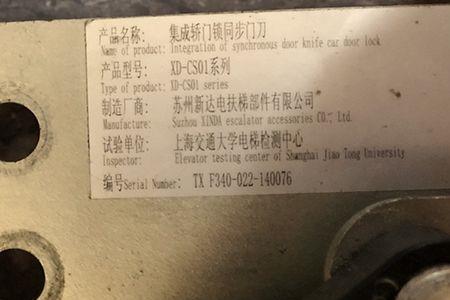 产品名称: 集成轿门锁同步门刀
Name of product: Integration of synchronous door knife car door lock
产品型号: XD-CS01系列
Type of product: XD-CS01 series
制造厂商: 苏州新达电扶梯部件有限公司
Manufacture: Suzhou XINDA escalator accessories CO., Ltd.
试验单位: 上海交通大学电梯检测中心
Inspector: Elevator testing center of Shanghai Jiao Tong University
编号Serial Number: TX F340-022-140076